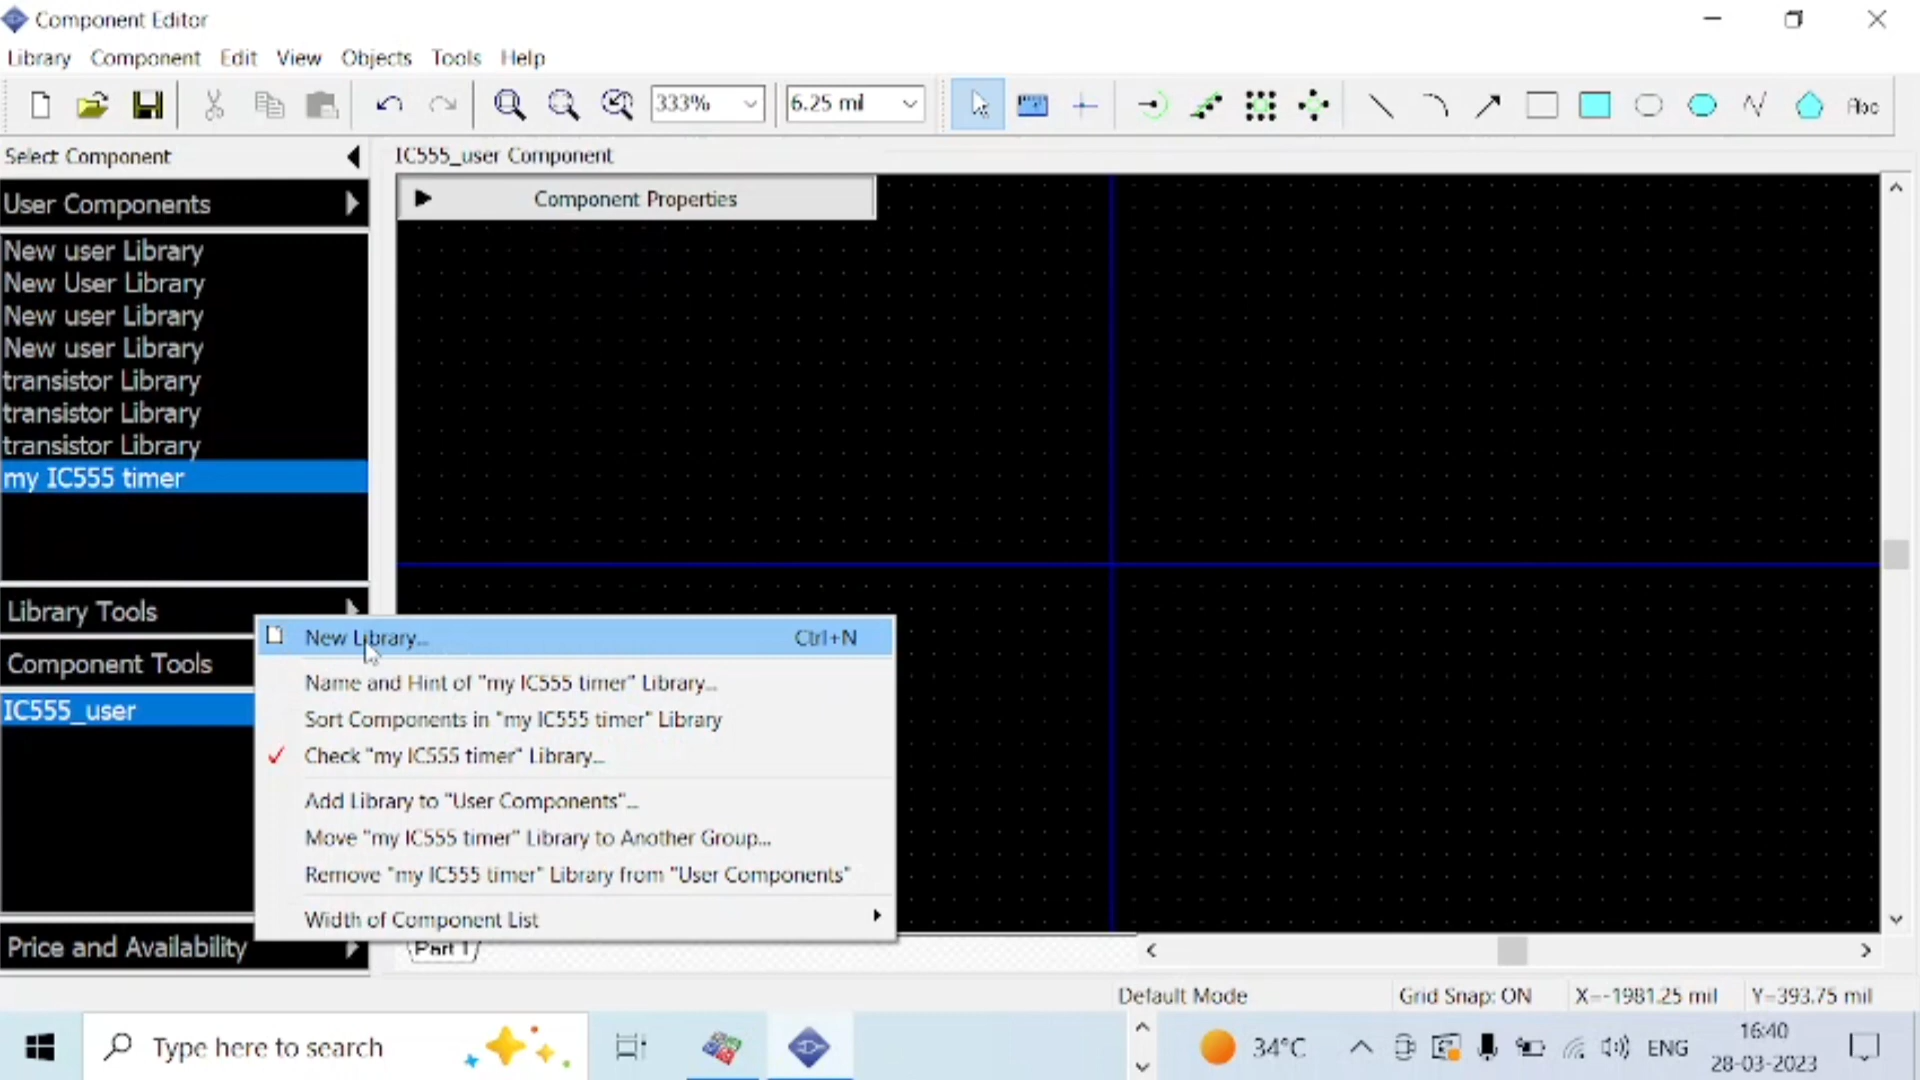 Component Editor
Library Component Edit View Objects Tools Help
333% 6.25 mil Abc
Select Component
IC555_user Component
User Components
Component Properties
New user Library
New User Library
New user Library
New user Library
transistor Library
transistor Library
transistor Library
my IC555 timer
Library Tools
New Library... Ctrl+N
Component Tools
Name and Hint of "my IC555 timer" Library...
IC555_user
Sort Components in "my IC555 timer" Library
Check "my IC555 timer" Library...
Add Library to "User Components"...
Move "my IC555 timer" Library to Another Group...
Remove "my IC555 timer" Library from "User Components"
Width of Component List
Price and Availability
Part 1
Default Mode Grid Snap: ON X=-1981.25 mil Y=393.75 mil
Type here to search
34°C
ENG
16:40
28-03-2023